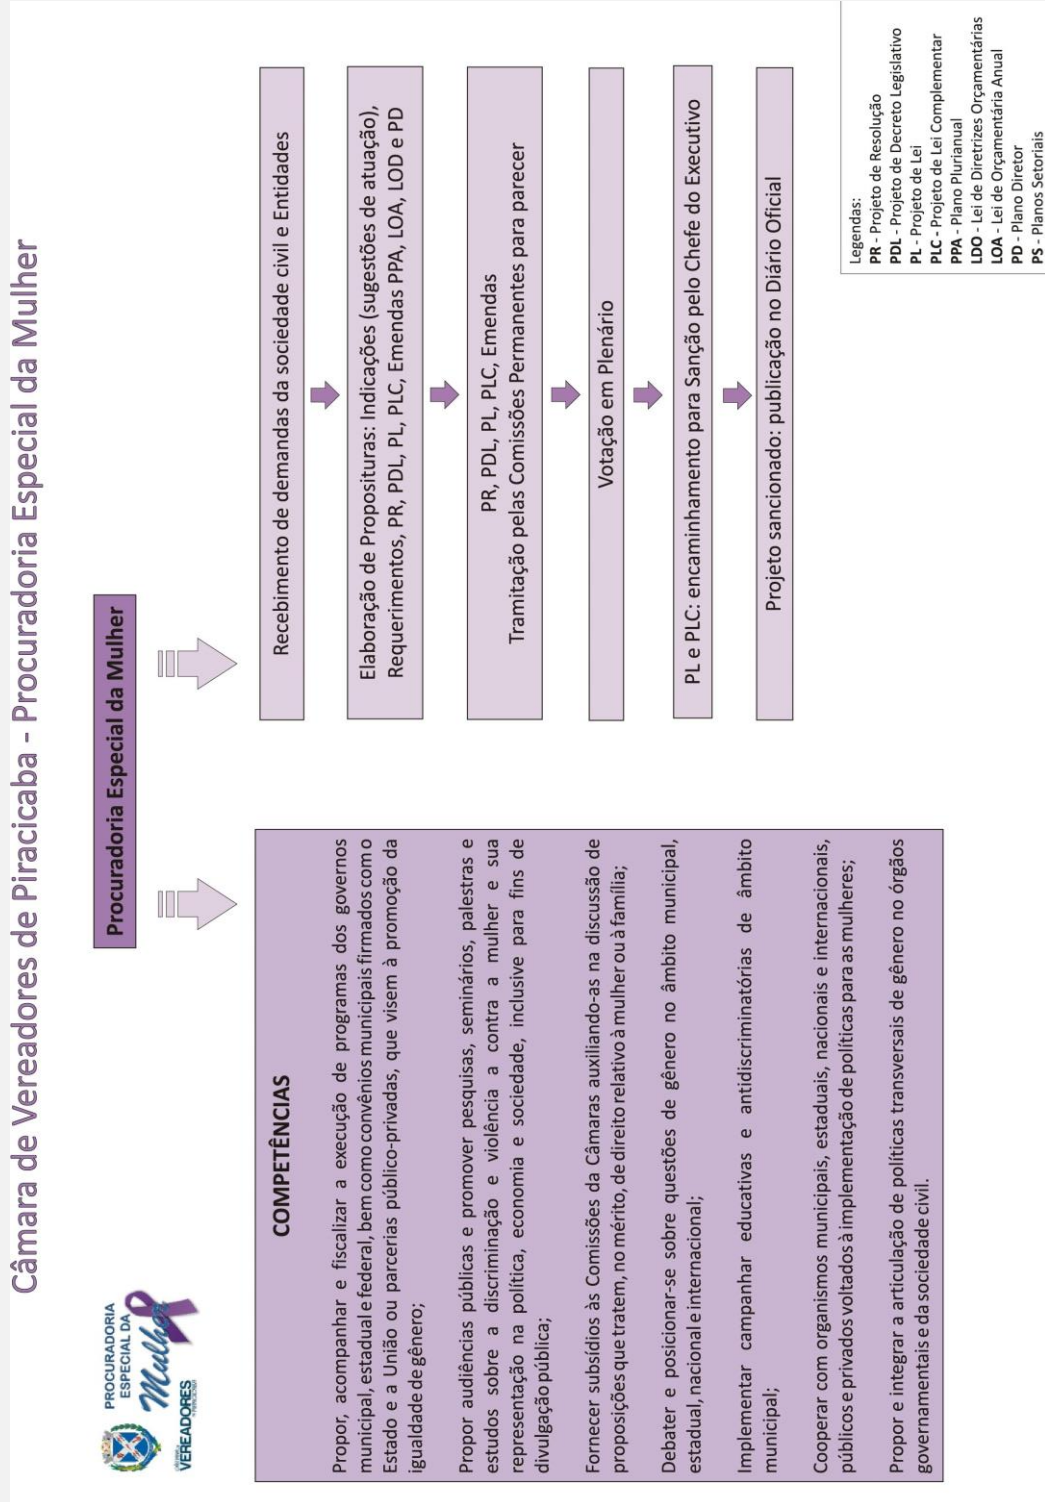 Câmara de Vereadores de Piracicaba - Procuradoria Especial da Mulher
PROCURADORIA
ESPECIAL DA
Mulher
VEREADORES
Procuradoria Especial da Mulher
COMPETÊNCIAS
Propor, acompanhar e fiscalizar a execução de programas dos governos
municipal, estadual e federal, bem como convênios municipais firmados com o
Estado e a União ou parcerias público-privadas, que visem à promoção da
igualdade de gênero;
Propor audiências públicas e promover pesquisas, seminários, palestras e
estudos sobre a discriminação e violência a contra a mulher e sua
representação na política, economia e sociedade, inclusive para fins de
divulgação pública;
Fornecer subsídios às Comissões da Câmaras auxiliando-as na discussão de
proposições que tratem, no mérito, de direito relativo à mulher ou à família;
Debater e posicionar-se sobre questões de gênero no âmbito municipal,
estadual, nacional e internacional;
Implementar campanhar educativas e antidiscriminatórias de âmbito
municipal;
Cooperar com organismos municipais, estaduais, nacionais e internacionais,
públicos e privados voltados à implementação de políticas para as mulheres;
Propor e integrar a articulação de políticas transversais de gênero no órgãos
governamentais e da sociedade civil.
Recebimento de demandas da sociedade civil e Entidades
Elaboração de Proposituras: Indicações (sugestões de atuação),
Requerimentos, PR, PDL, PL, PLC, Emendas PPA, LOA, LOD e PD
PR, PDL, PL, PLC, Emendas
Tramitação pelas Comissões Permanentes para parecer
Votação em Plenário
PL e PLC: encaminhamento para Sanção pelo Chefe do Executivo
Projeto sancionado: publicação no Diário Oficial
Legendas:
PR - Projeto de Resolução
PDL - Projeto de Decreto Legislativo
PL - Projeto de Lei
PLC - Projeto de Lei Complementar
PPA - Plano Plurianual
LDO - Lei de Diretrizes Orçamentárias
LOA - Lei de Orçamentária Anual
PD - Plano Diretor
PS - Planos Setoriais